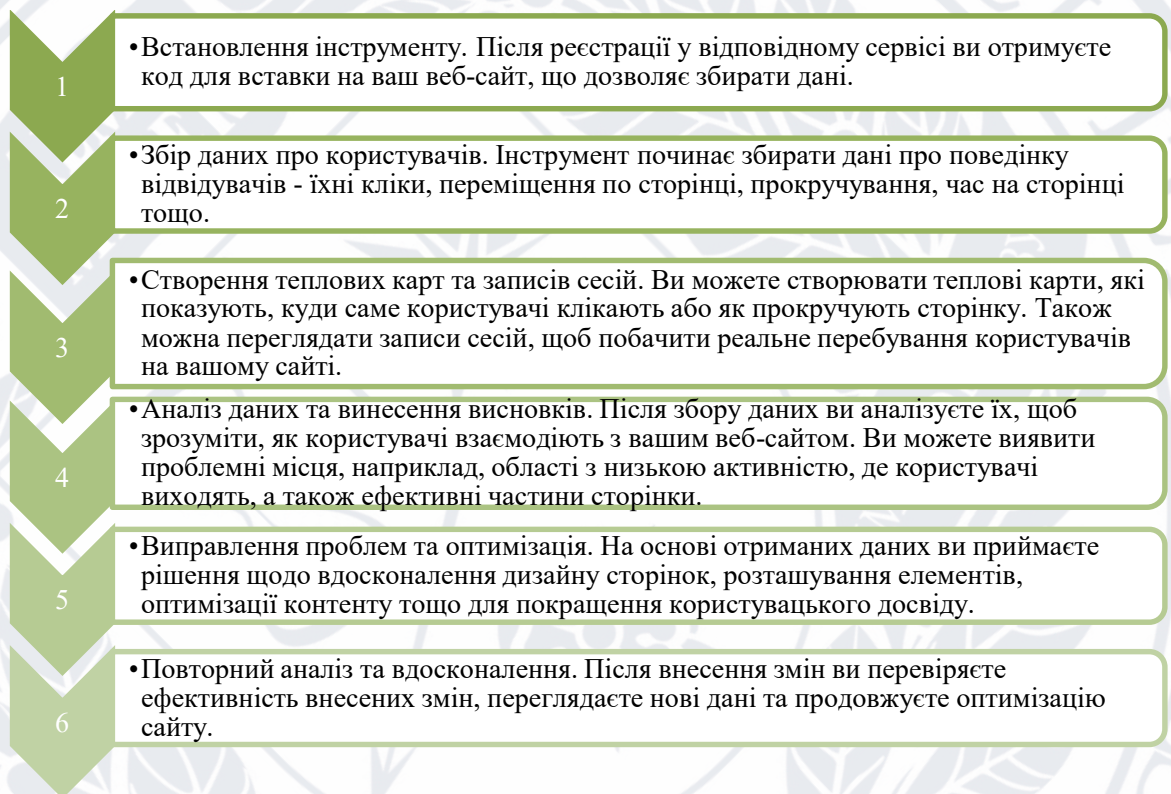 1
•Встановлення інструменту. Після реєстрації у відповідному сервісі ви отримуєте
код для вставки на ваш веб-сайт, що дозволяє збирати дані.
2
•Збір даних про користувачів. Інструмент починає збирати дані про поведінку
відвідувачів - їхні кліки, переміщення по сторінці, прокручування, час на сторінці
тощо.
3
•Створення теплових карт та записів сесій. Ви можете створювати теплові карти, які
показують, куди саме користувачі клікають або як прокручують сторінку. Також
можна переглядати записи сесій, щоб побачити реальне перебування користувачів
на вашому сайті.
4
•Аналіз даних та винесення висновків. Після збору даних ви аналізуєте їх, щоб
зрозуміти, як користувачі взаємодіють з вашим веб-сайтом. Ви можете виявити
проблемні місця, наприклад, області з низькою активністю, де користувачі
виходять, а також ефективні частини сторінки.
5
•Виправлення проблем та оптимізація. На основі отриманих даних ви приймаєте
рішення щодо вдосконалення дизайну сторінок, розташування елементів,
оптимізації контенту тощо для покращення користувацького досвіду.
6
•Повторний аналіз та вдосконалення. Після внесення змін ви перевіряєте
ефективність внесених змін, переглядаєте нові дані та продовжуєте оптимізацію
сайту.